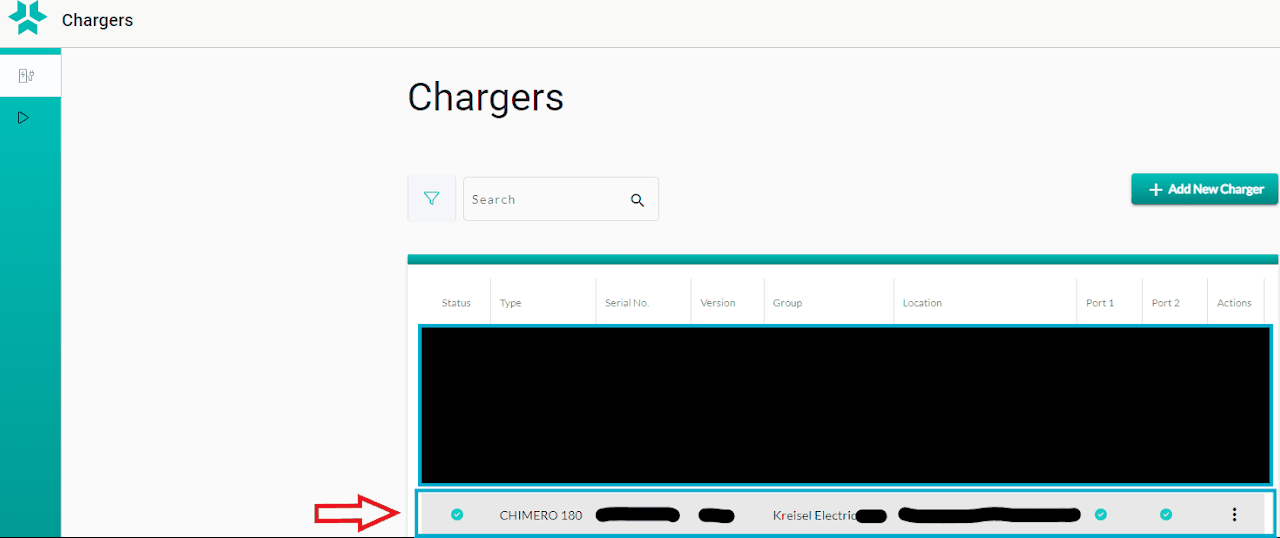 Chargers
Chargers
Search
Add New Charger
Status Type Serial No. Version Group Location Port 1 Port 2 Actions
CHIMERO 180 Kreisel Electric